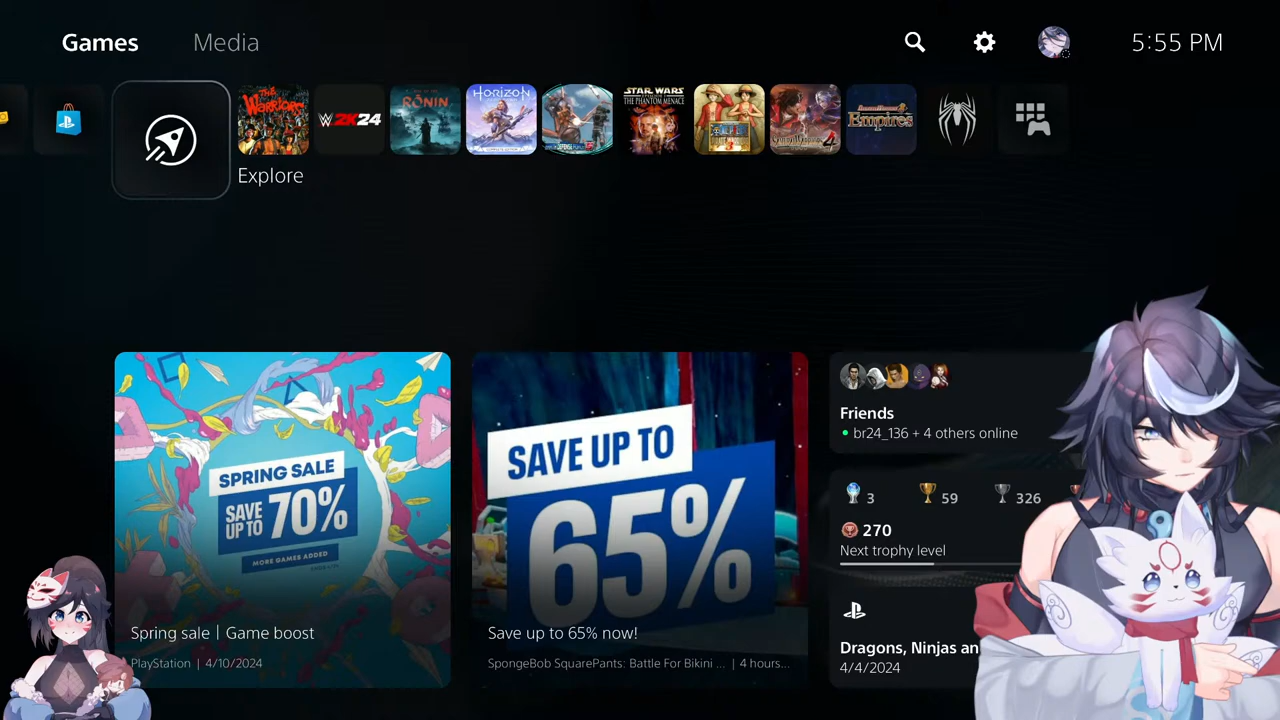 Games
Media
5:55 PM
THE WARRIORS
W 2K24
RŌNIN
HORIZON
STAR WARS
THE PHANTOM MENACE
ONE PIECE
4
Empires
Explore
SPRING SALE
SAVE UP TO 70%
MORE GAMES ADDED
Spring sale | Game boost
PlayStation | 4/10/2024
SAVE UP TO
65%
Save up to 65% now!
SpongeBob SquarePants: Battle For Bikini ... | 4 hours...
Friends
br24_136 + 4 others online
3
59
326
270
Next trophy level
Dragons, Ninjas an
4/4/2024